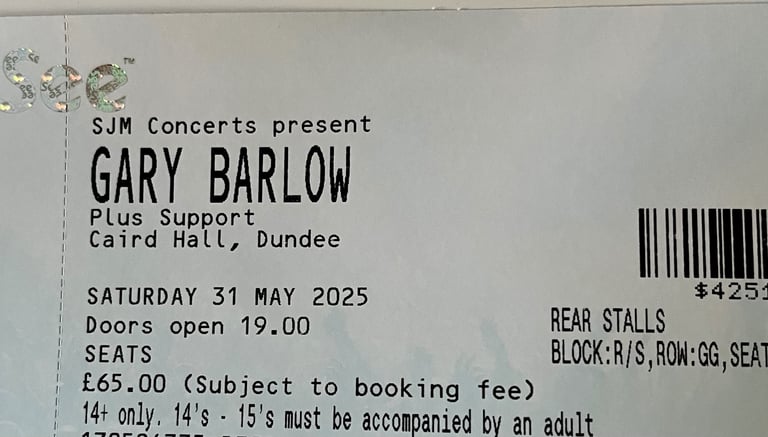 See™
SJM Concerts present
GARY BARLOW
Plus Support
Caird Hall, Dundee
SATURDAY 31 MAY 2025
Doors open 19.00
SEATS
£65.00 (Subject to booking fee)
14+ only. 14's - 15's must be accompanied by an adult
$4251
REAR STALLS
BLOCK:R/S,ROW:GG,SEAT